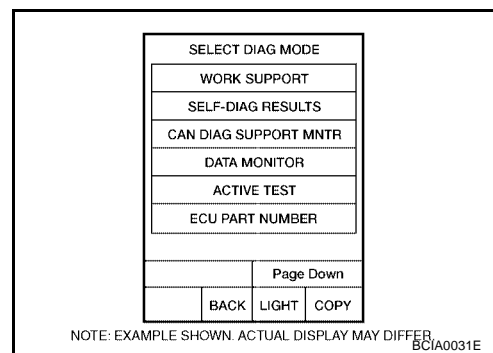 SELECT DIAG MODE
WORK SUPPORT
SELF-DIAG RESULTS
CAN DIAG SUPPORT MNTR
DATA MONITOR
ACTIVE TEST
ECU PART NUMBER
Page Down
BACK LIGHT COPY
NOTE: EXAMPLE SHOWN. ACTUAL DISPLAY MAY DIFFER.
BCIA0031E